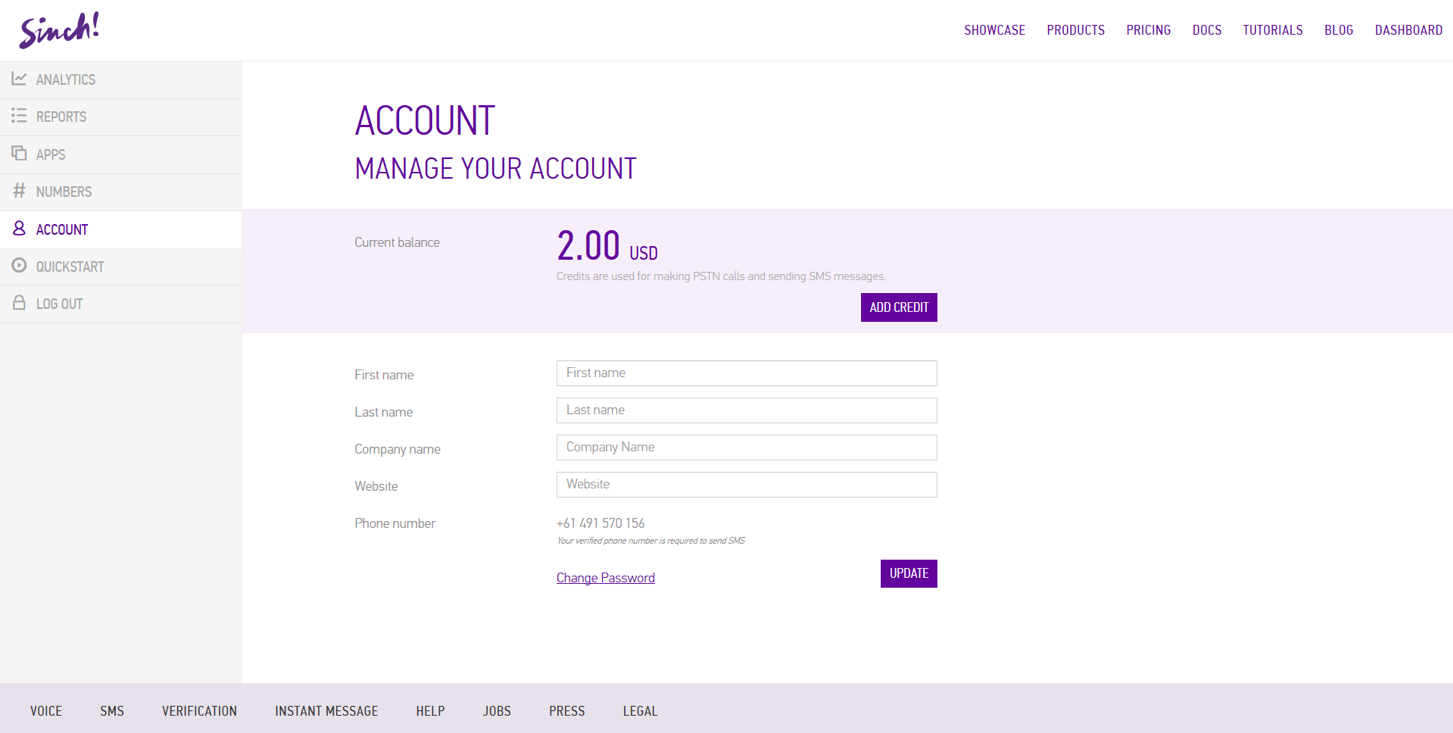 Sinch!
SHOWCASE PRODUCTS PRICING DOCS TUTORIALS BLOG DASHBOARD
ANALYTICS
REPORTS
APPS
# NUMBERS
ACCOUNT
QUICKSTART
LOG OUT
ACCOUNT
MANAGE YOUR ACCOUNT
Current balance
2.00 USD
Credits are used for making PSTN calls and sending SMS messages.
ADD CREDIT
First name First name
Last name Last name
Company name Company Name
Website Website
Phone number +61 491 570 156
Your verified phone number is required to send SMS
Change Password UPDATE
VOICE SMS VERIFICATION INSTANT MESSAGE HELP JOBS PRESS LEGAL